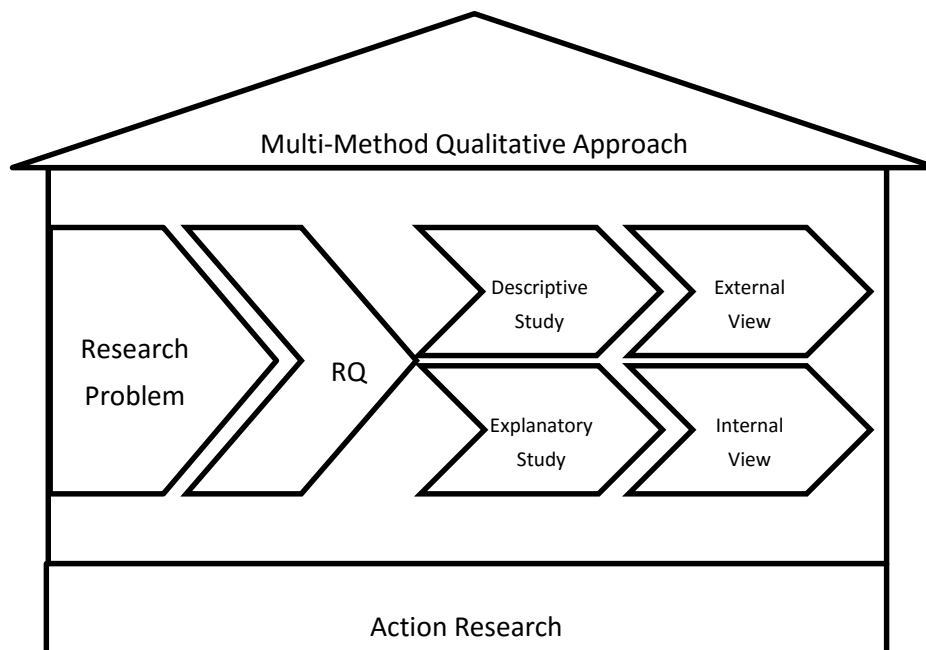 Multi-Method Qualitative Approach
Research
Problem
RQ
Descriptive
Study
External
View
Explanatory
Study
Internal
View
Action Research